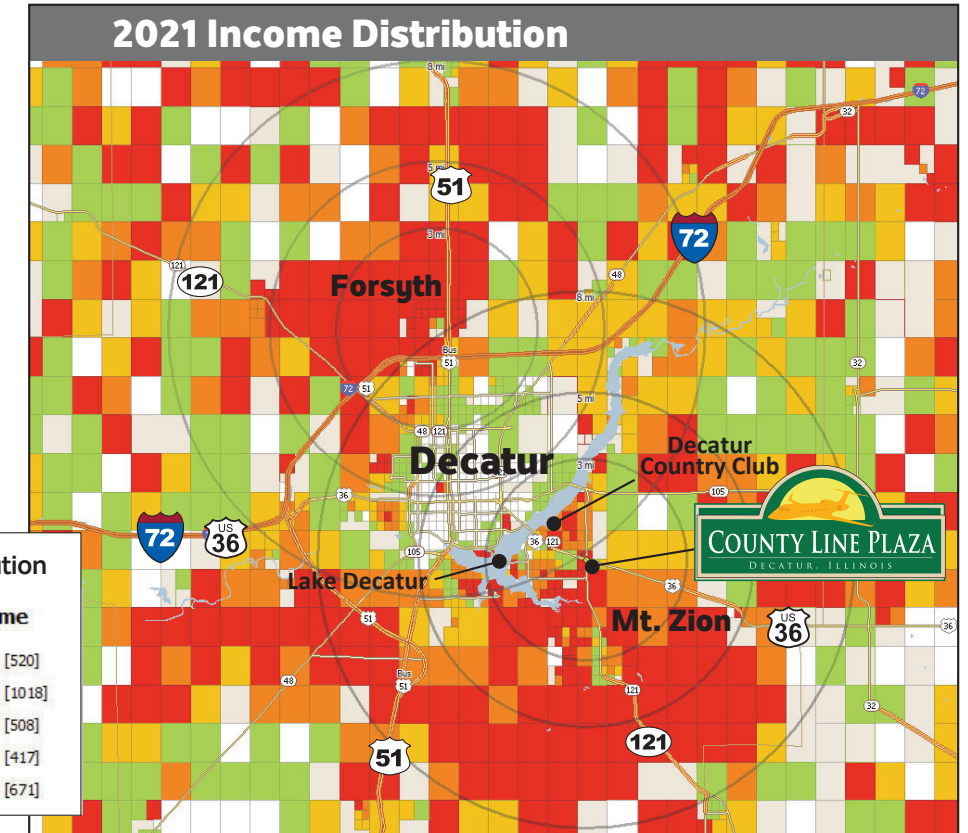 2021 Income Distribution
8 mi
72
32
5 mi
51
3 mi
72
121
121
48
Forsyth
8 mi
Bus
51
32
72 51
5 mi
48 121
Decatur
Decatur
Country Club
3 mi
36
105
72
US
36
COUNTY LINE PLAZA
DECATUR, ILLINOIS
105
36 121
Lake Decatur
36
51
Mt. Zion
US
36
36
48
Bus
51
121
32
51
121
ution
me
[520]
[1018]
[508]
[417]
[671]